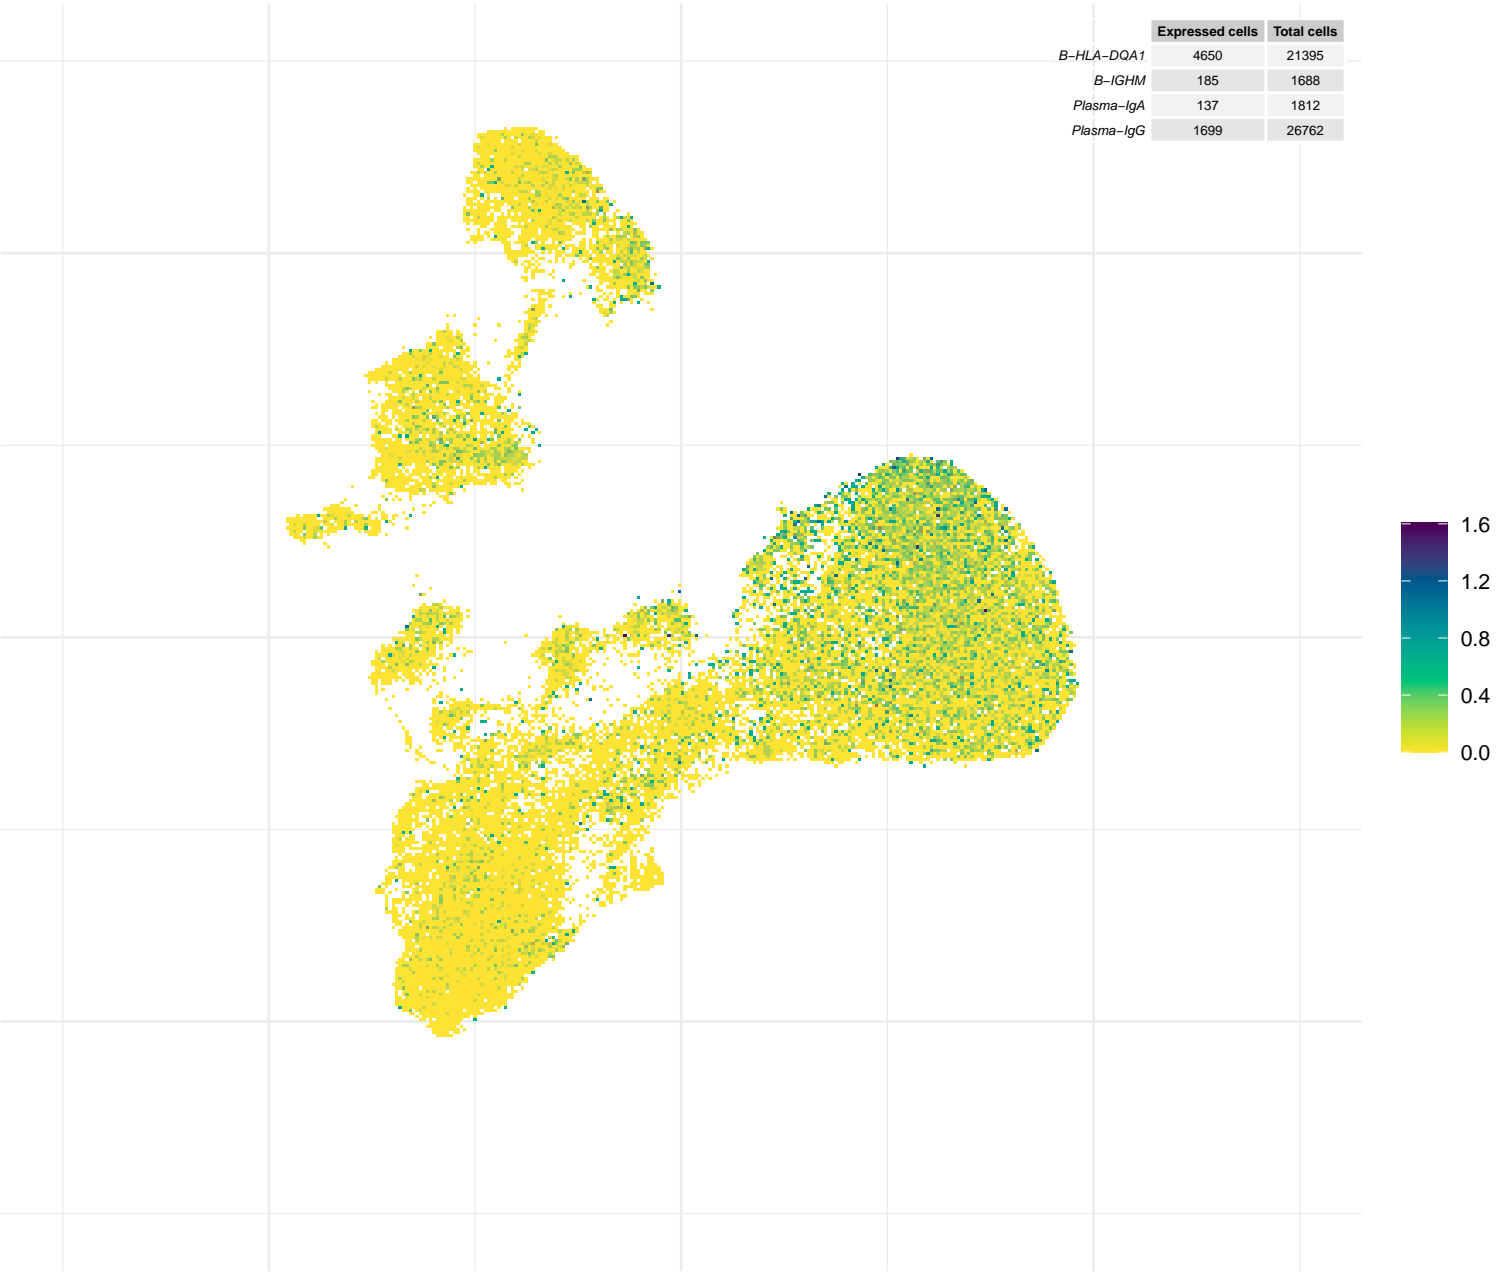 Expressed cells Total cells
B−HLA−DQA1 4650 21395
B−IGHM 185 1688
Plasma−IgA 137 1812
Plasma−IgG 1699 26762
1.6
1.2
0.8
0.4
0.0